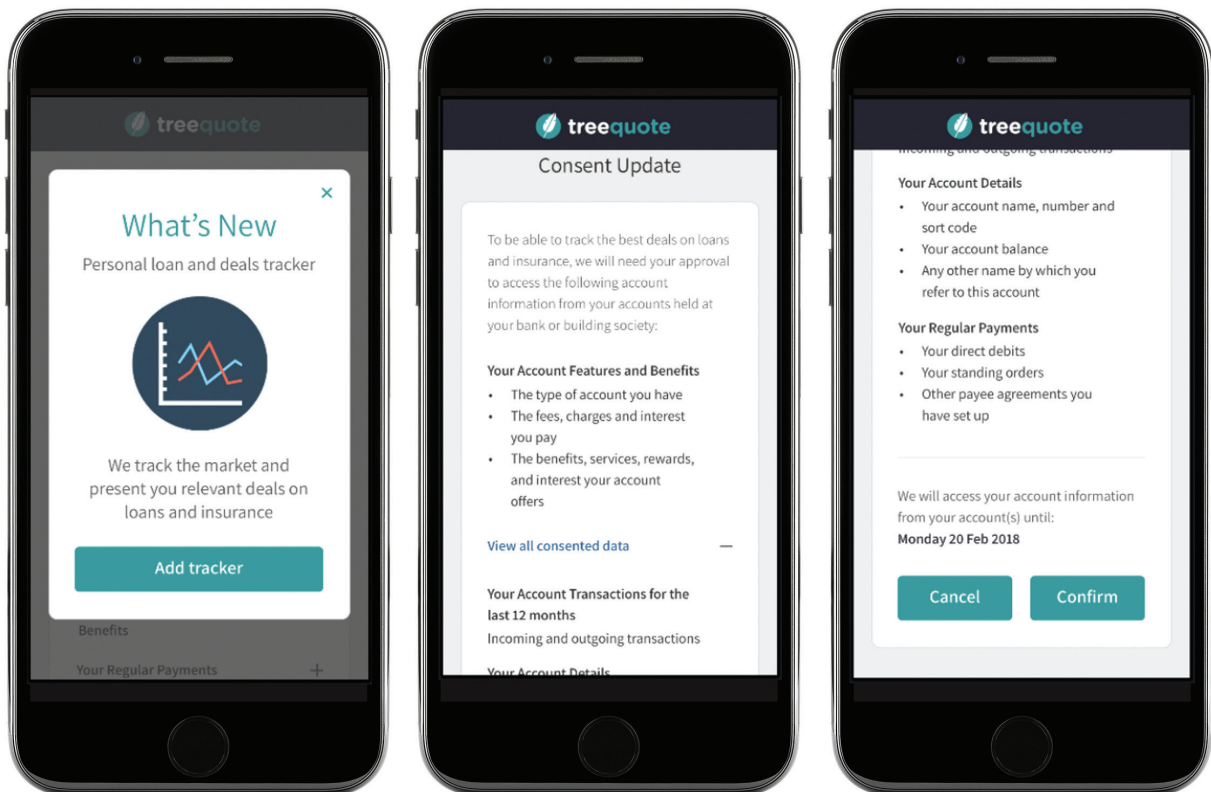 treequote
×
What's New
Personal loan and deals tracker
We track the market and
present you relevant deals on
loans and insurance
Add tracker
Benefits
Your Regular Payments +
treequote
Consent Update
To be able to track the best deals on loans
and insurance, we will need your approval
to access the following account
information from your accounts held at
your bank or building society:
Your Account Features and Benefits
• The type of account you have
• The fees, charges and interest
you pay
• The benefits, services, rewards,
and interest your account
offers
View all consented data —
Your Account Transactions for the
last 12 months
Incoming and outgoing transactions
Your Account Details
treequote
Incoming and outgoing transactions
Your Account Details
• Your account name, number and
sort code
• Your account balance
• Any other name by which you
refer to this account
Your Regular Payments
• Your direct debits
• Your standing orders
• Other payee agreements you
have set up
We will access your account information
from your account(s) until:
Monday 20 Feb 2018
Cancel Confirm